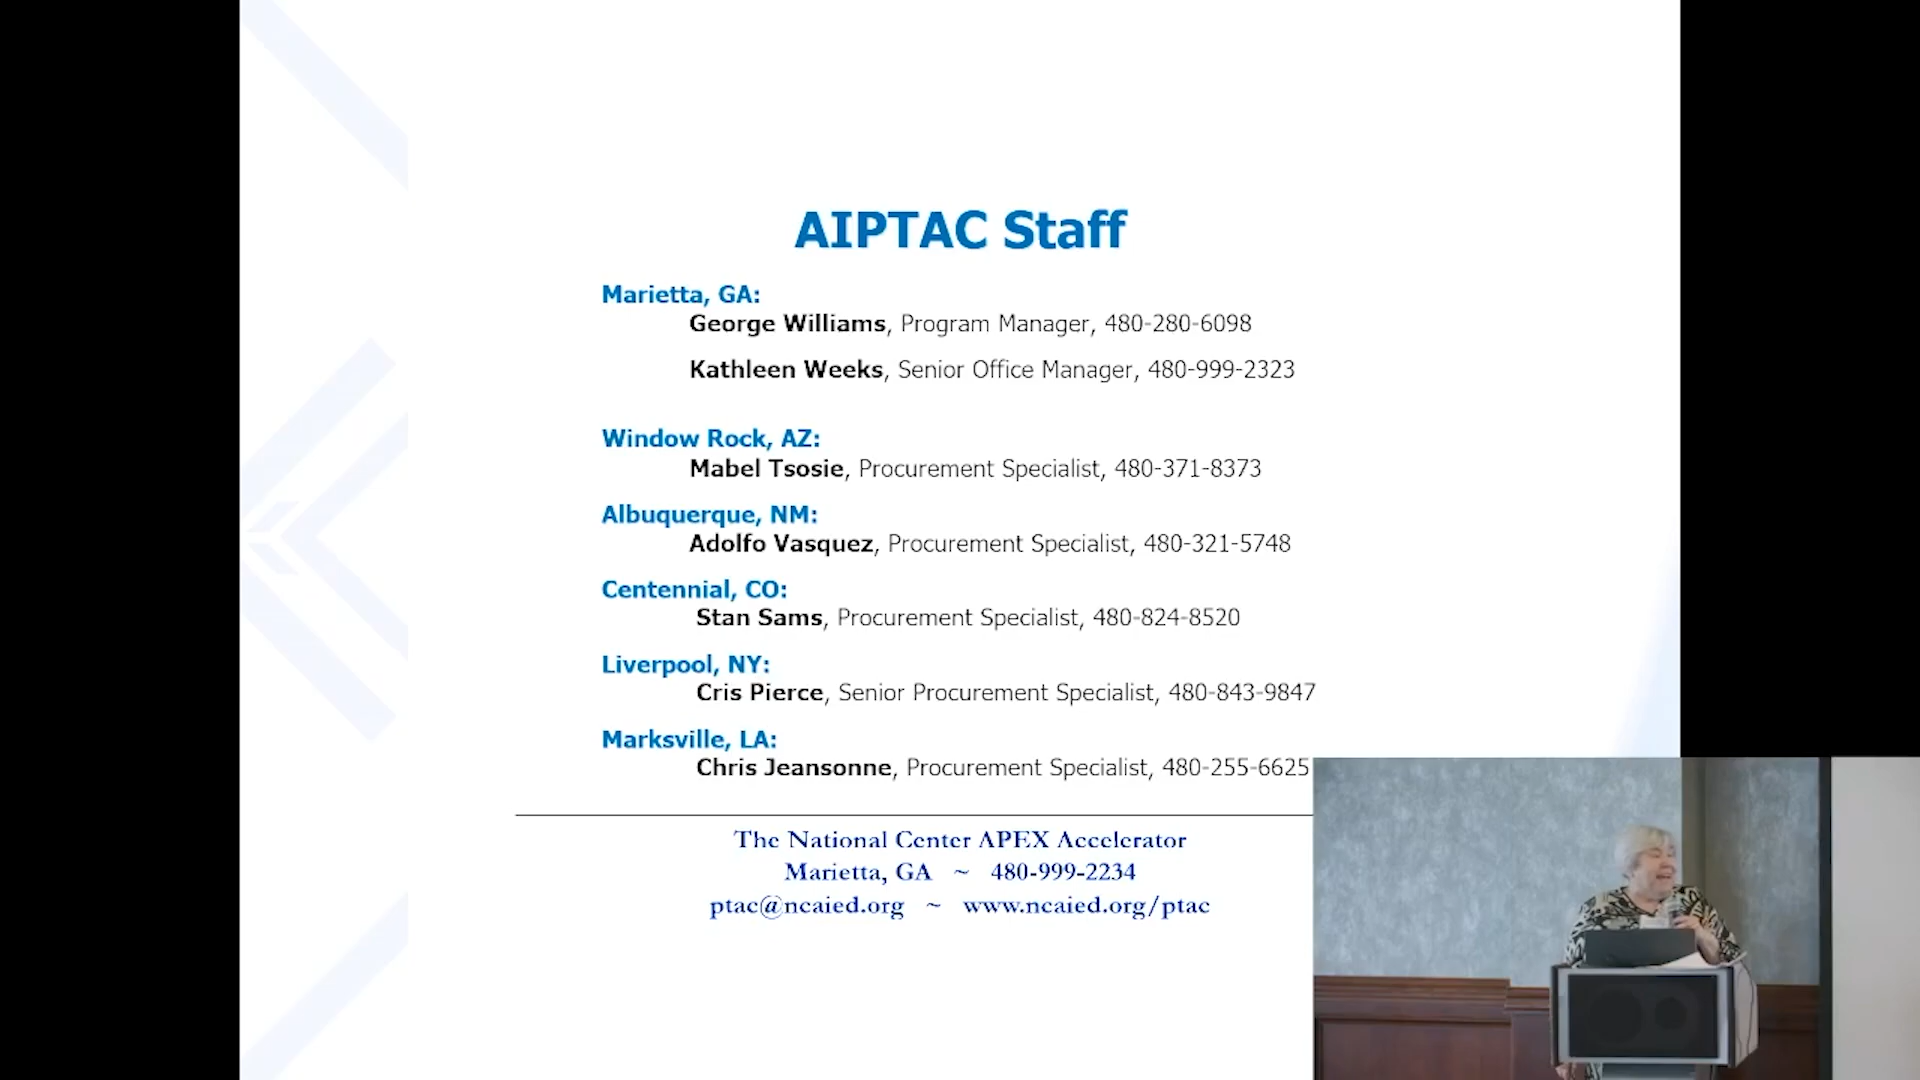 AIPTAC Staff
Marietta, GA:
George Williams, Program Manager, 480-280-6098
Kathleen Weeks, Senior Office Manager, 480-999-2323
Window Rock, AZ:
Mabel Tsosie, Procurement Specialist, 480-371-8373
Albuquerque, NM:
Adolfo Vasquez, Procurement Specialist, 480-321-5748
Centennial, CO:
Stan Sams, Procurement Specialist, 480-824-8520
Liverpool, NY:
Cris Pierce, Senior Procurement Specialist, 480-843-9847
Marksville, LA:
Chris Jeansonne, Procurement Specialist, 480-255-6625
The National Center APEX Accelerator
Marietta, GA ~ 480-999-2234
ptac@ncaied.org ~ www.ncaied.org/ptac